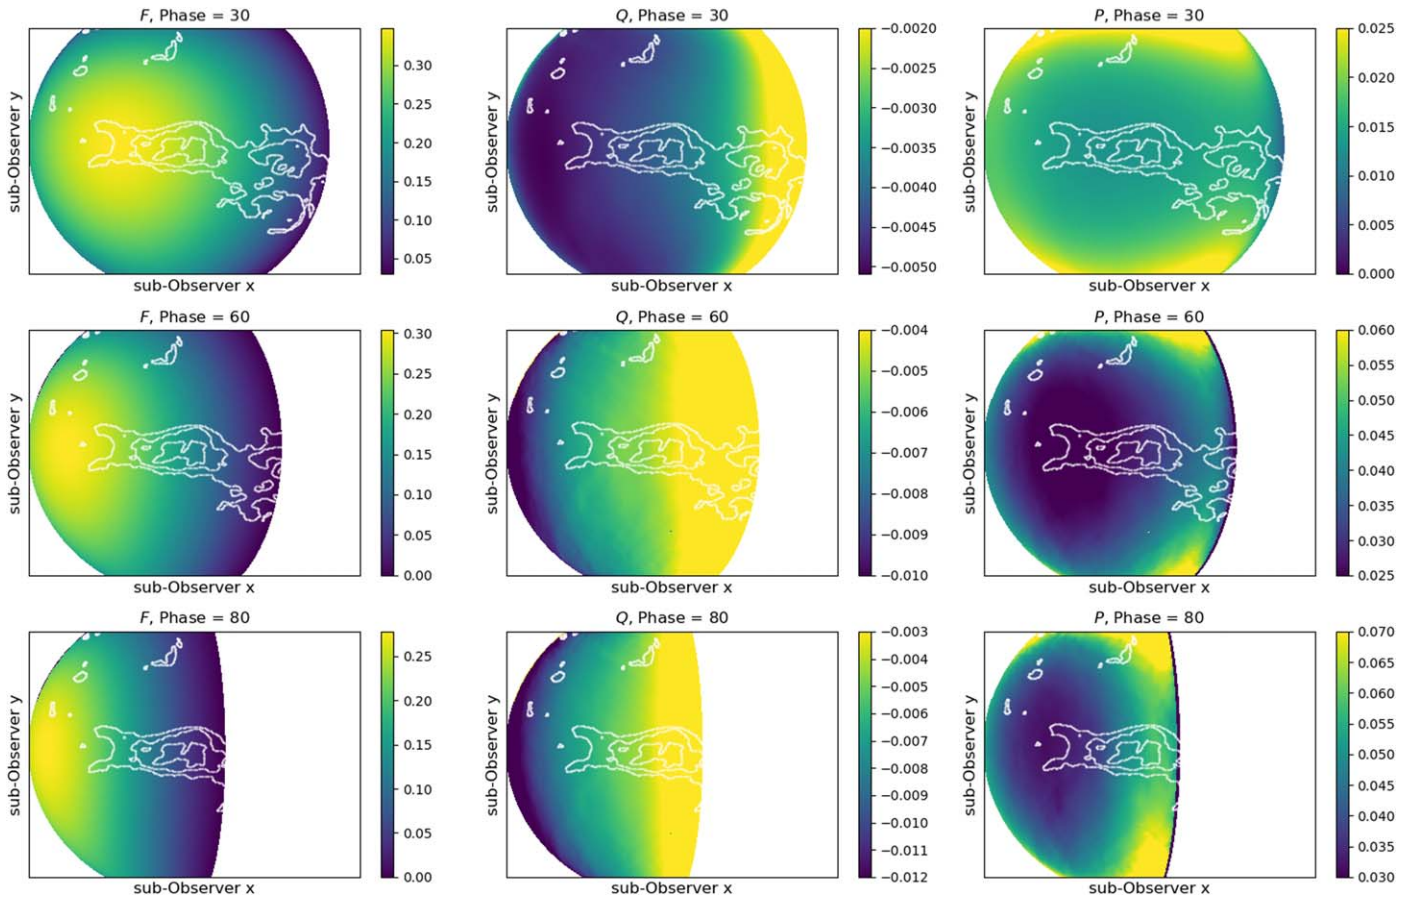 F, Phase = 30
0.30
0.25
0.20
0.15
0.10
0.05
sub-Observer y
sub-Observer x
Q, Phase = 30
−0.0020
−0.0025
−0.0030
−0.0035
−0.0040
−0.0045
−0.0050
sub-Observer y
sub-Observer x
P, Phase = 30
0.025
0.020
0.015
0.010
0.005
0.000
sub-Observer y
sub-Observer x
F, Phase = 60
0.30
0.25
0.20
0.15
0.10
0.05
0.00
sub-Observer y
sub-Observer x
Q, Phase = 60
−0.004
−0.005
−0.006
−0.007
−0.008
−0.009
−0.010
sub-Observer y
sub-Observer x
P, Phase = 60
0.060
0.055
0.050
0.045
0.040
0.035
0.030
0.025
sub-Observer y
sub-Observer x
F, Phase = 80
0.25
0.20
0.15
0.10
0.05
0.00
sub-Observer y
sub-Observer x
Q, Phase = 80
−0.003
−0.004
−0.005
−0.006
−0.007
−0.008
−0.009
−0.010
−0.011
−0.012
sub-Observer y
sub-Observer x
P, Phase = 80
0.070
0.065
0.060
0.055
0.050
0.045
0.040
0.035
0.030
sub-Observer y
sub-Observer x